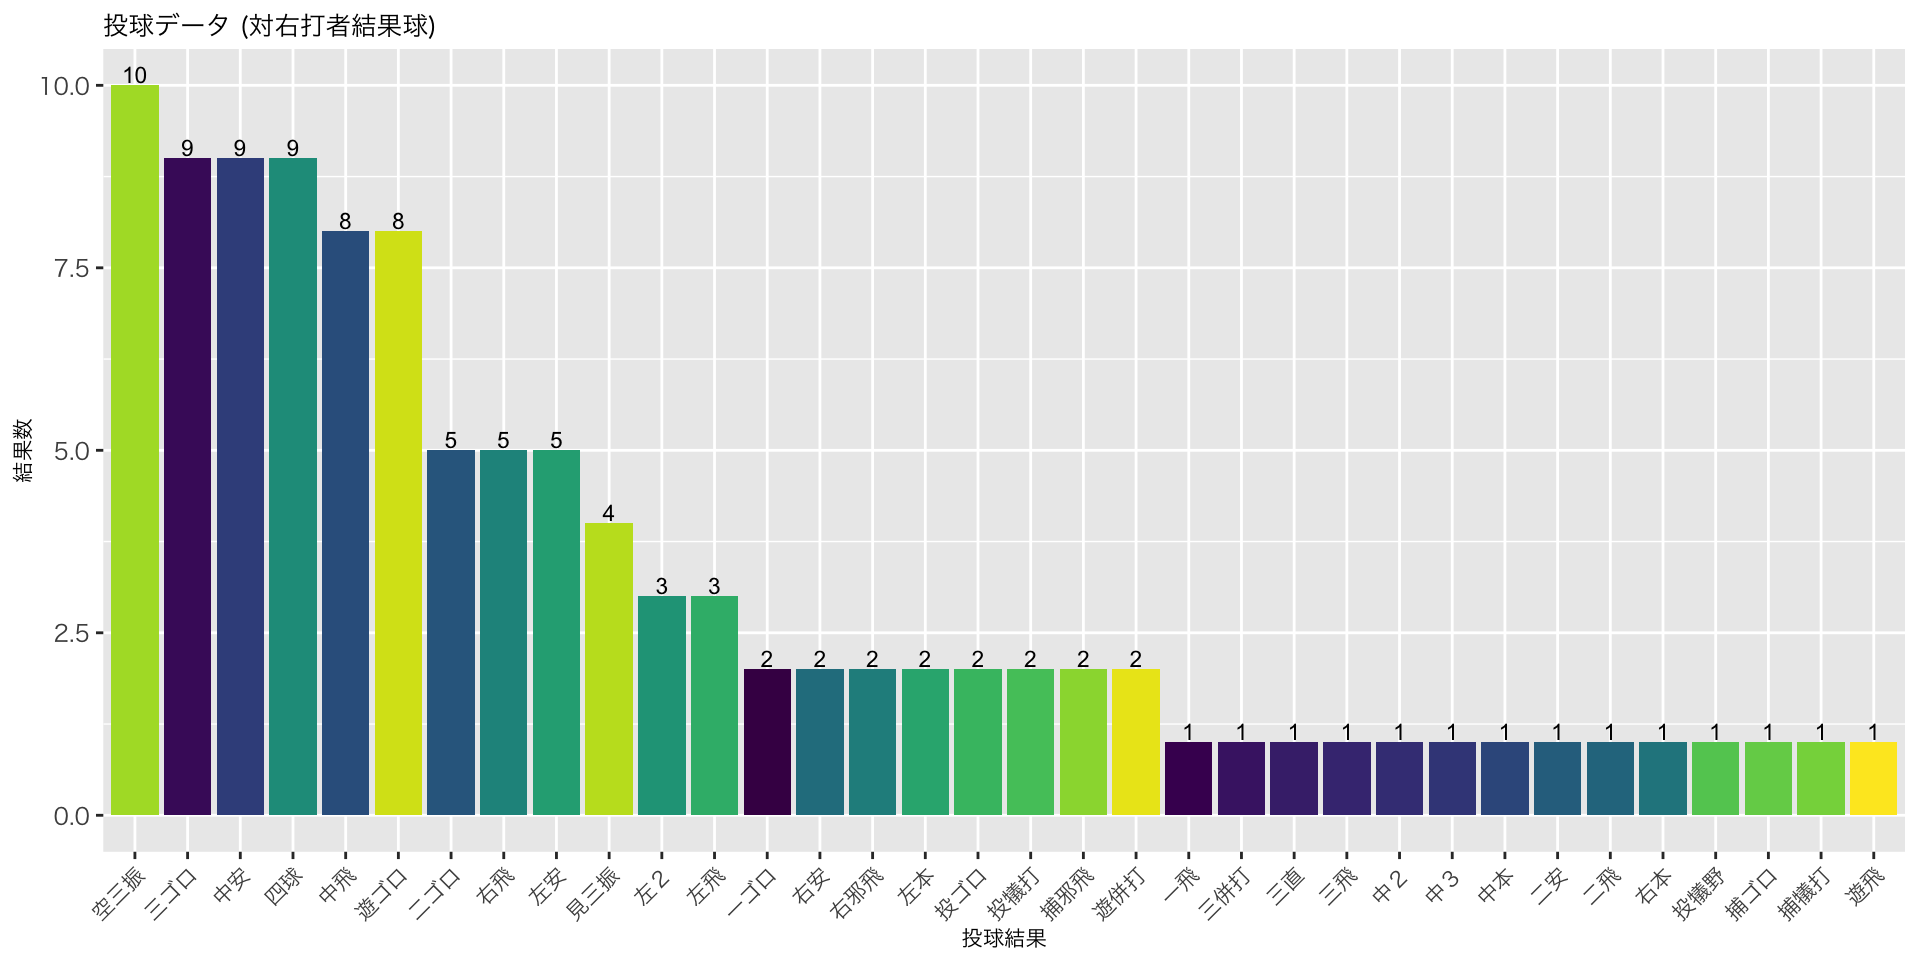 投球データ (対右打者結果球)
結果数
10.0
7.5
5.0
2.5
0.0
10
9
9
9
8
8
5
5
5
4
3
3
2
2
2
2
2
2
2
2
1
1
1
1
1
1
1
1
1
1
1
1
1
1
空三振
三ゴロ
中安
四球
中飛
遊ゴロ
二ゴロ
右飛
左安
見三振
左２
左飛
一ゴロ
右安
右邪飛
左本
投ゴロ
投犠打
捕邪飛
遊併打
一飛
三併打
三直
三飛
中２
中３
中本
二安
二飛
右本
投犠野
捕ゴロ
捕犠打
遊飛
投球結果